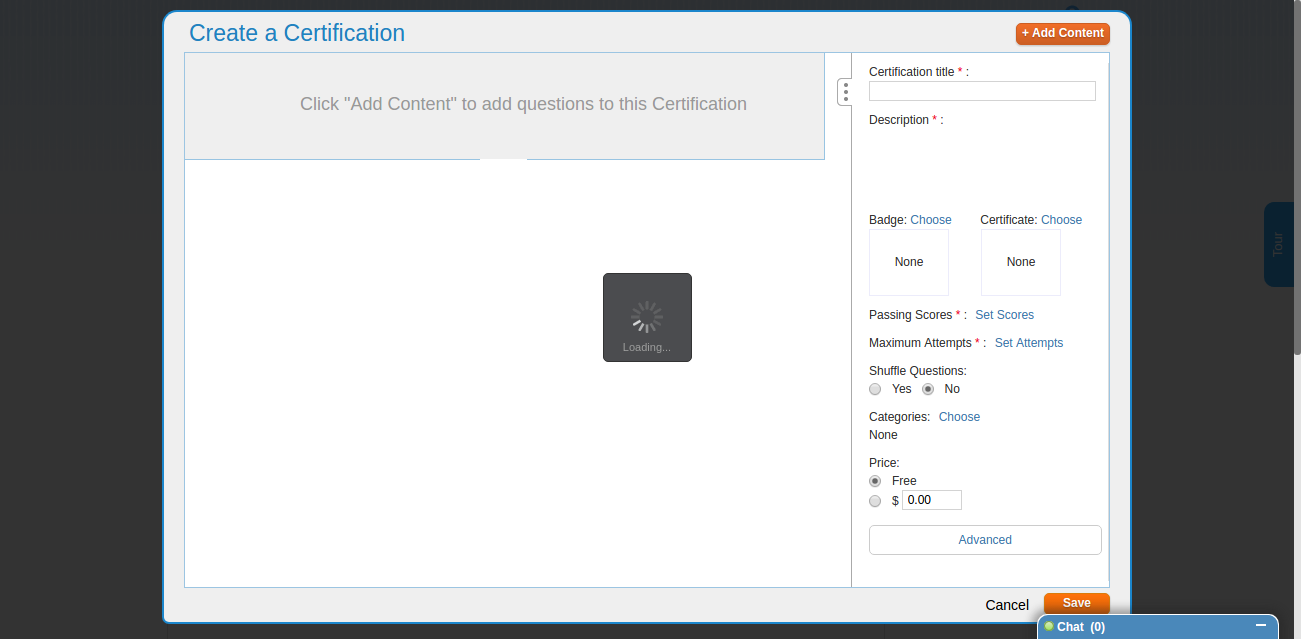 Create a Certification
+ Add Content
Click "Add Content" to add questions to this Certification
Certification title * :
Description * :
Badge: Choose
Certificate: Choose
None
None
Passing Scores * : Set Scores
Maximum Attempts * : Set Attempts
Shuffle Questions:
Yes No
Categories: Choose
None
Price:
Free
$ 0.00
Advanced
Loading...
Tour
Cancel
Save
Chat (0)